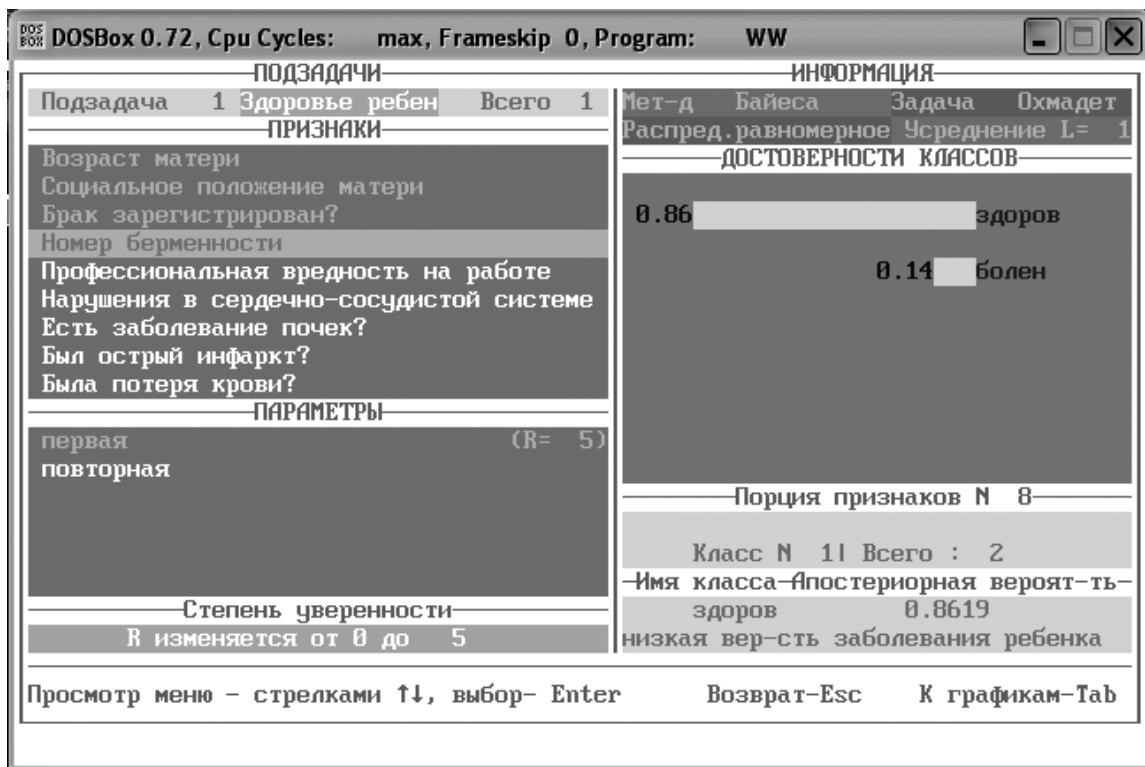 DOSBox 0.72, Cpu Cycles: max, Frameskip 0, Program: WW
ПОДЗАДАЧИ
Подзадача 1 Здоровье ребен Всего 1
ПРИЗНАКИ
Возраст матери
Социальное положение матери
Брак зарегистрирован?
Номер берменности
Профессиональная вредность на работе
Нарушения в сердечно-сосудистой системе
Есть заболевание почек?
Был острый инфаркт?
Была потеря крови?
ПАРАМЕТРЫ
первая (R= 5)
повторная
Степень уверенности
R изменяется от 0 до 5
ИНФОРМАЦИЯ
Мет-д Байеса Задача Охмадет
Распред.равномерное Усреднение L= 1
ДОСТОВЕРНОСТИ КЛАССОВ
0.86 здоров
0.14 болен
Порция признаков N 8
Класс N 1| Всего : 2
Имя класса-Апостериорная вероят-ть
здоров 0.8619
низкая вер-сть заболевания ребенка
Просмотр меню - стрелками ↑↓, выбор- Enter Возврат-Esc К графикам-Tab